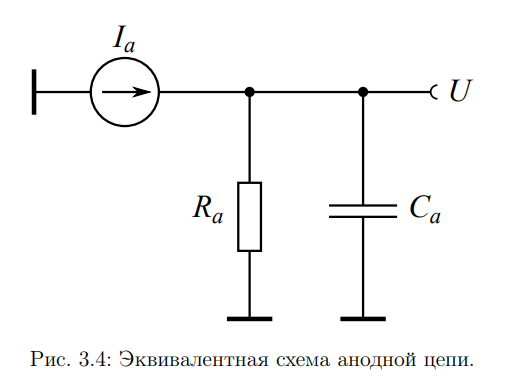 Iₐ
U
Rₐ
Cₐ
Рис. 3.4: Эквивалентная схема анодной цепи.